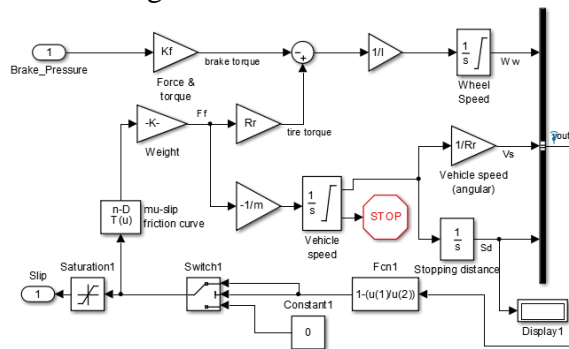 1
Brake_Pressure
Kf
Force &
torque
brake torque
1/I
1
s
Wheel
Speed
Ww
-K-
Weight
Ff
Rr
tire torque
1/Rr
Vehicle speed
(angular)
Vs
yout
n-D
T(u)
mu-slip
friction curve
-1/m
1
s
Vehicle
speed
STOP
1
s
Stopping distance
Sd
Slip
1
Saturation1
Switch1
Constant1
0
Fcn1
1-(u(1)/u(2))
Display1